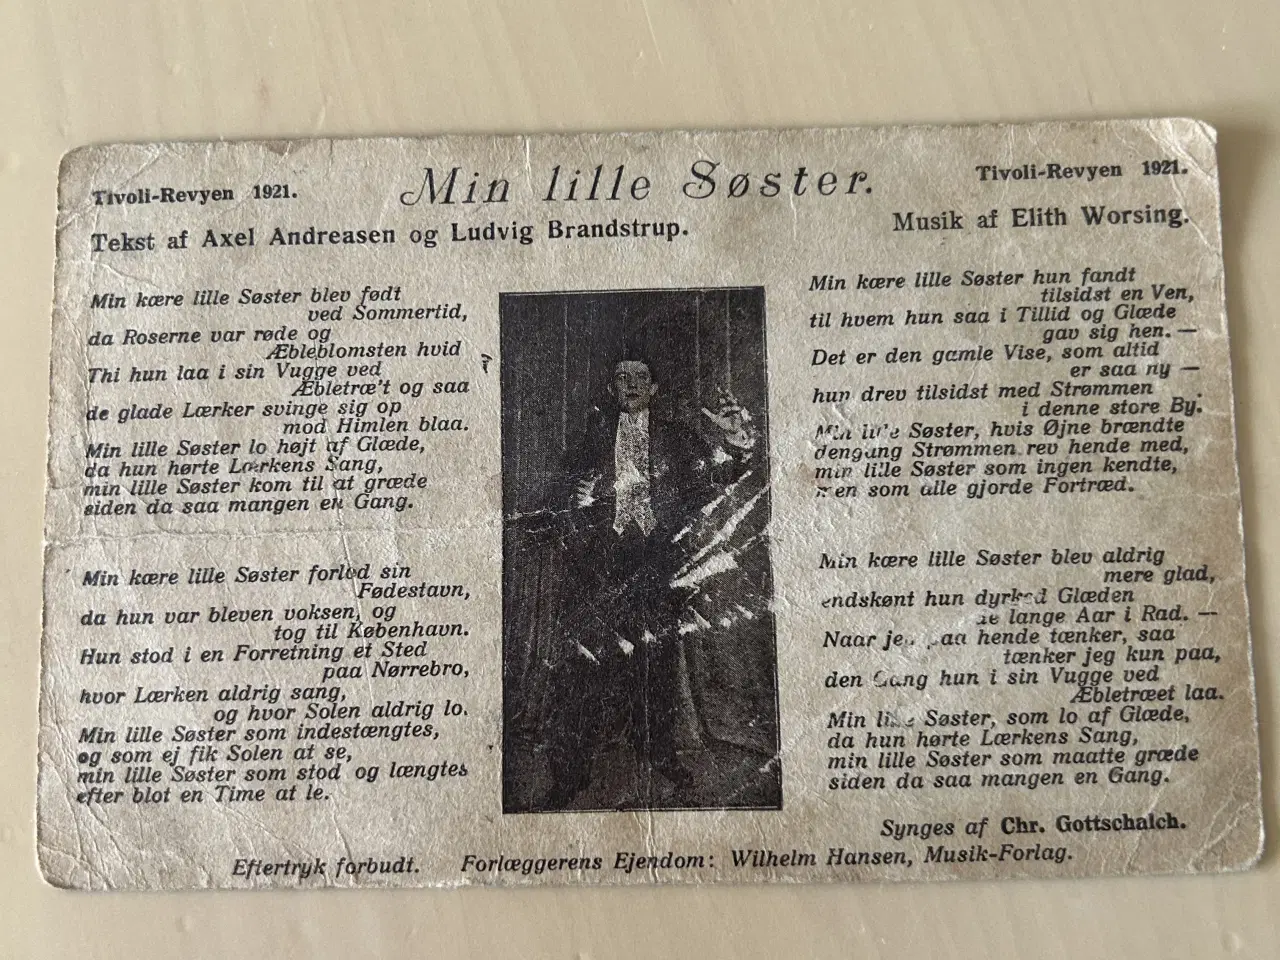 Tivoli-Revyen 1921.
Min lille Søster.
Tivoli-Revyen 1921.
Tekst af Axel Andreasen og Ludvig Brandstrup.
Musik af Elith Worsing.
Min kære lille Søster blev født
ved Sommertid,
da Roserne var røde og
Æbleblomsten hvid
Thi hun laa i sin Vugge ved
Æbletræ't og saa
de glade Lærker svinge sig op
mod Himlen blaa.
Min lille Søster lo højt af Glæde,
da hun hørte Lærkens Sang,
min lille Søster kom til at græde
siden da saa mangen en Gang.
Min kære lille Søster forlod sin
Fødestavn,
da hun var bleven voksen, og
tog til København.
Hun stod i en Forretning et Sted
paa Nørrebro,
hvor Lærken aldrig sang,
og hvor Solen aldrig lo.
Min lille Søster som indestængtes,
og som ej fik Solen at se,
min lille Søster som stod og længtes
efter blot en Time at le.
Min kære lille Søster hun fandt
tilsidst en Ven,
til hvem hun saa i Tillid og Glæde
gav sig hen. —
Det er den gamle Vise, som altid
er saa ny —
hun drev tilsidst med Strømmen
i denne store By.
Min lille Søster, hvis Øjne brændte
dengang Strømmen rev hende med,
min lille Søster som ingen kendte,
men som alle gjorde Fortræd.
Min kære lille Søster blev aldrig
mere glad,
endskønt hun dyrked Glæden
lange Aar i Rad. —
Naar jeg saa hende tænker, saa
tænker jeg kun paa,
den Gang hun i sin Vugge ved
Æbletræet laa.
Min lille Søster, som lo af Glæde,
da hun hørte Lærkens Sang,
min lille Søster som maatte græde
siden da saa mangen en Gang.
Synges af Chr. Gottschalch.
Eftertryk forbudt. Forlæggerens Ejendom: Wilhelm Hansen, Musik-Forlag.